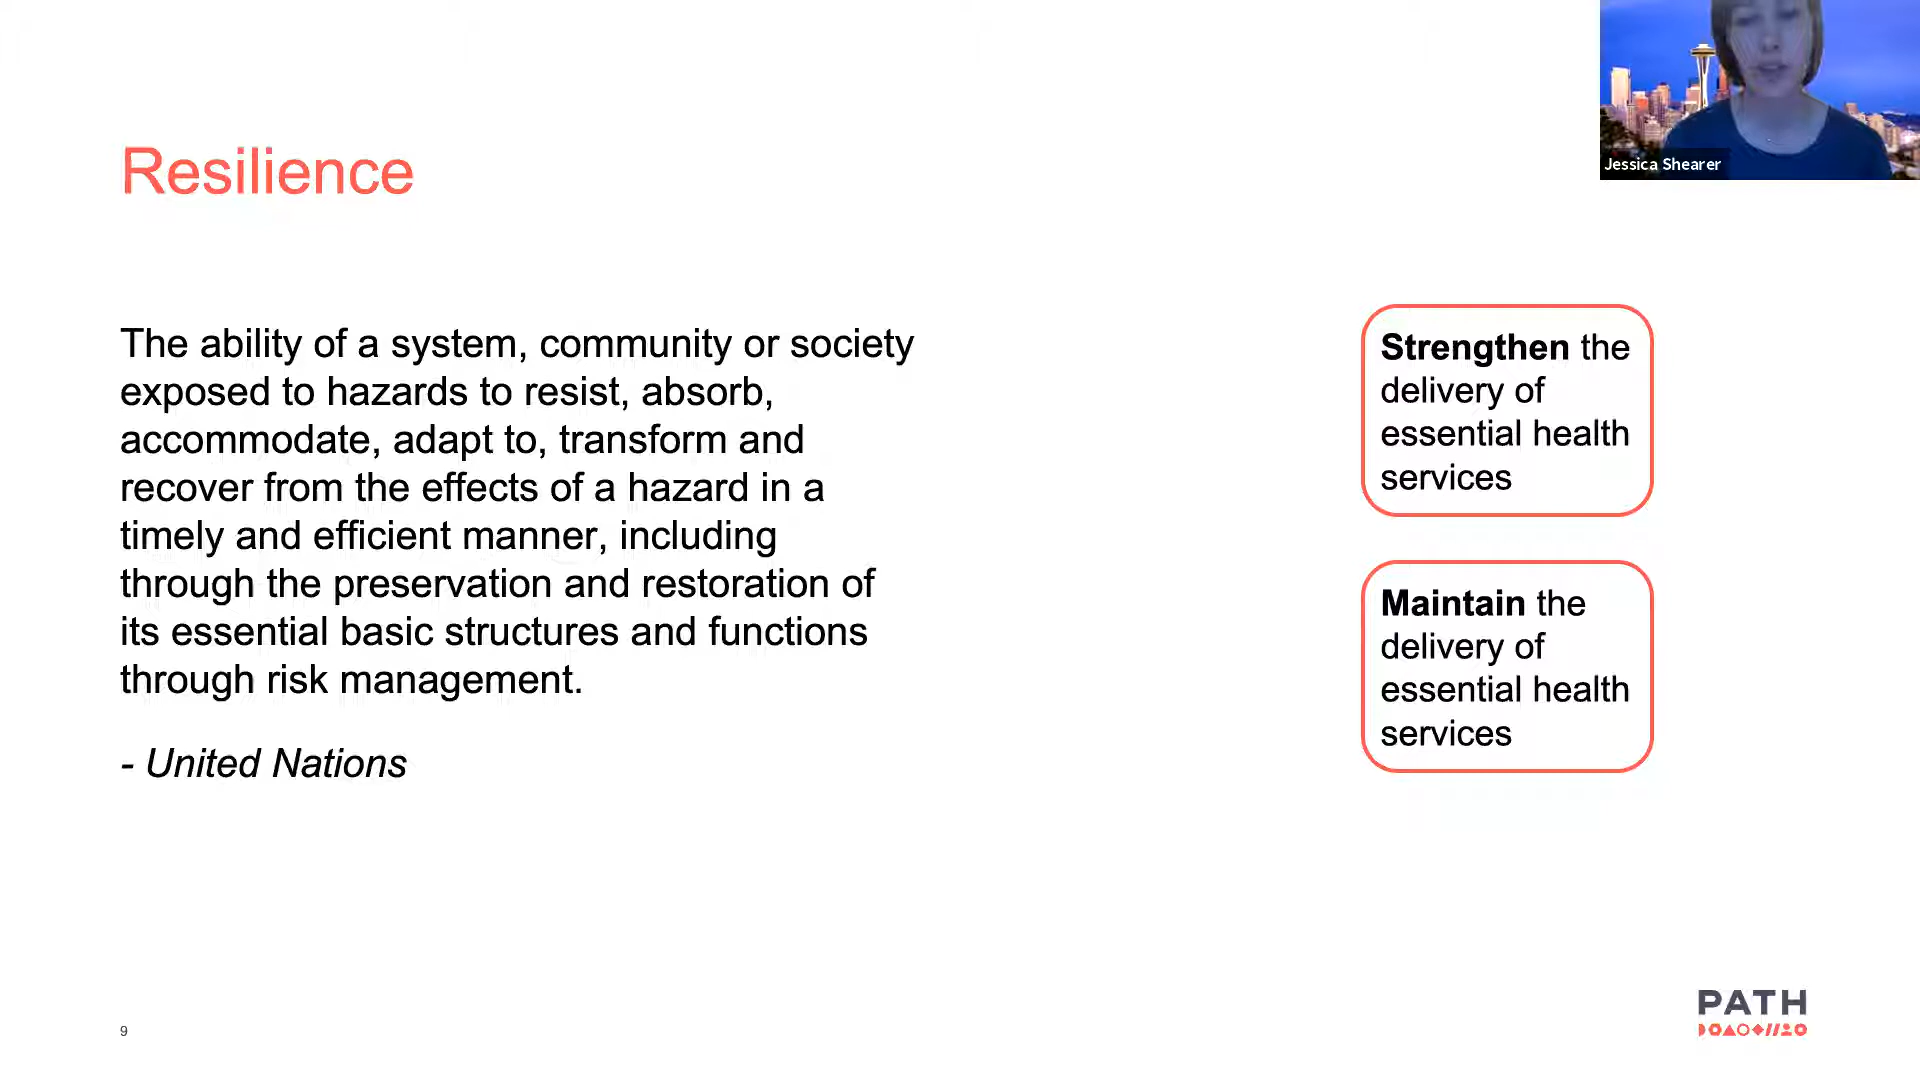 Jessica Shearer
Resilience
The ability of a system, community or society
exposed to hazards to resist, absorb,
accommodate, adapt to, transform and
recover from the effects of a hazard in a
timely and efficient manner, including
through the preservation and restoration of
its essential basic structures and functions
through risk management.
- United Nations
Strengthen the
delivery of
essential health
services
Maintain the
delivery of
essential health
services
9
PATH